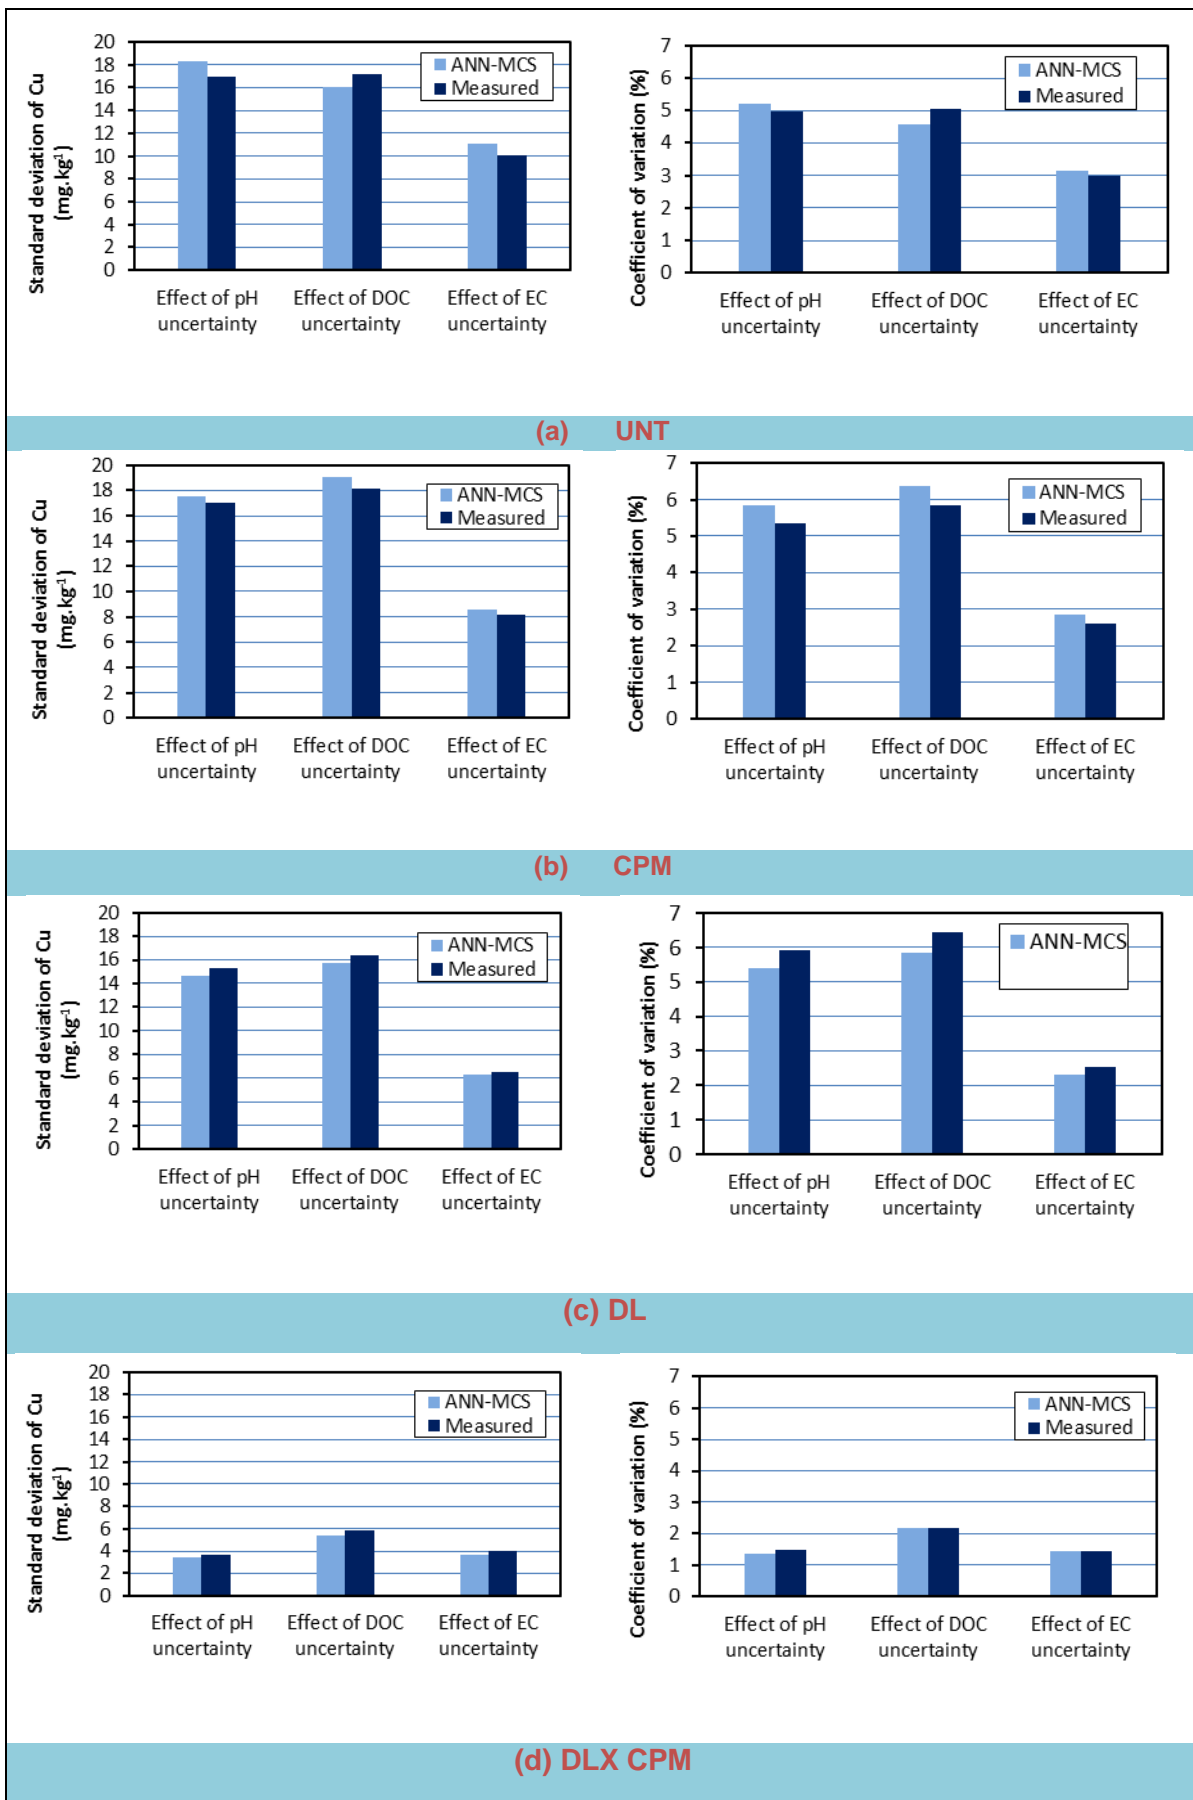 Standard deviation of Cu
(mg.kg¹)
20
18
16
14
12
10
8
6
4
2
0
ANN-MCS
Measured
Effect of pH
uncertainty
Effect of DOC
uncertainty
Effect of EC
uncertainty
Coefficient of variation (%)
7
6
5
4
3
2
1
0
ANN-MCS
Measured
Effect of pH
uncertainty
Effect of DOC
uncertainty
Effect of EC
uncertainty
(a) UNT
Standard deviation of Cu
(mg.kg⁻¹)
20
18
16
14
12
10
8
6
4
2
0
ANN-MCS
Measured
Effect of pH
uncertainty
Effect of DOC
uncertainty
Effect of EC
uncertainty
Coefficient of variation (%)
7
6
5
4
3
2
1
0
ANN-MCS
Measured
Effect of pH
uncertainty
Effect of DOC
uncertainty
Effect of EC
uncertainty
(b) CPM
Standard deviation of Cu
(mg.kg¹)
20
18
16
14
12
10
8
6
4
2
0
ANN-MCS
Measured
Effect of pH
uncertainty
Effect of DOC
uncertainty
Effect of EC
uncertainty
Coefficient of variation (%)
7
6
5
4
3
2
1
0
ANN-MCS
Effect of pH
uncertainty
Effect of DOC
uncertainty
Effect of EC
uncertainty
(c) DL
Standard deviation of Cu
(mg.kg¹)
20
18
16
14
12
10
8
6
4
2
0
ANN-MCS
Measured
Effect of pH
uncertainty
Effect of DOC
uncertainty
Effect of EC
uncertainty
Coefficient of variation (%)
7
6
5
4
3
2
1
0
ANN-MCS
Measured
Effect of pH
uncertainty
Effect of DOC
uncertainty
Effect of EC
uncertainty
(d) DLX CPM